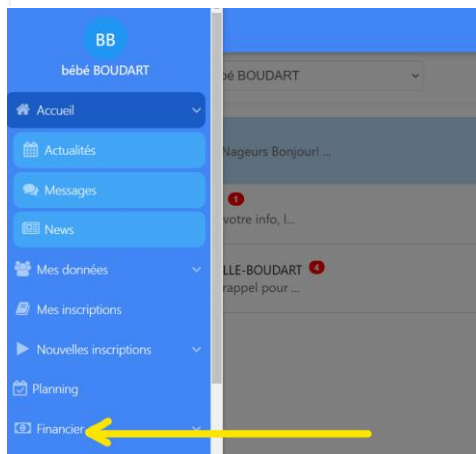 BB
bébé BOUDART
Accueil
Actualités
Messages
News
Mes données
Mes inscriptions
Nouvelles inscriptions
Planning
Financier
bé BOUDART
Nageurs Bonjour! ...
1
votre info, l...
LLE-BOUDART 4
rappel pour ...